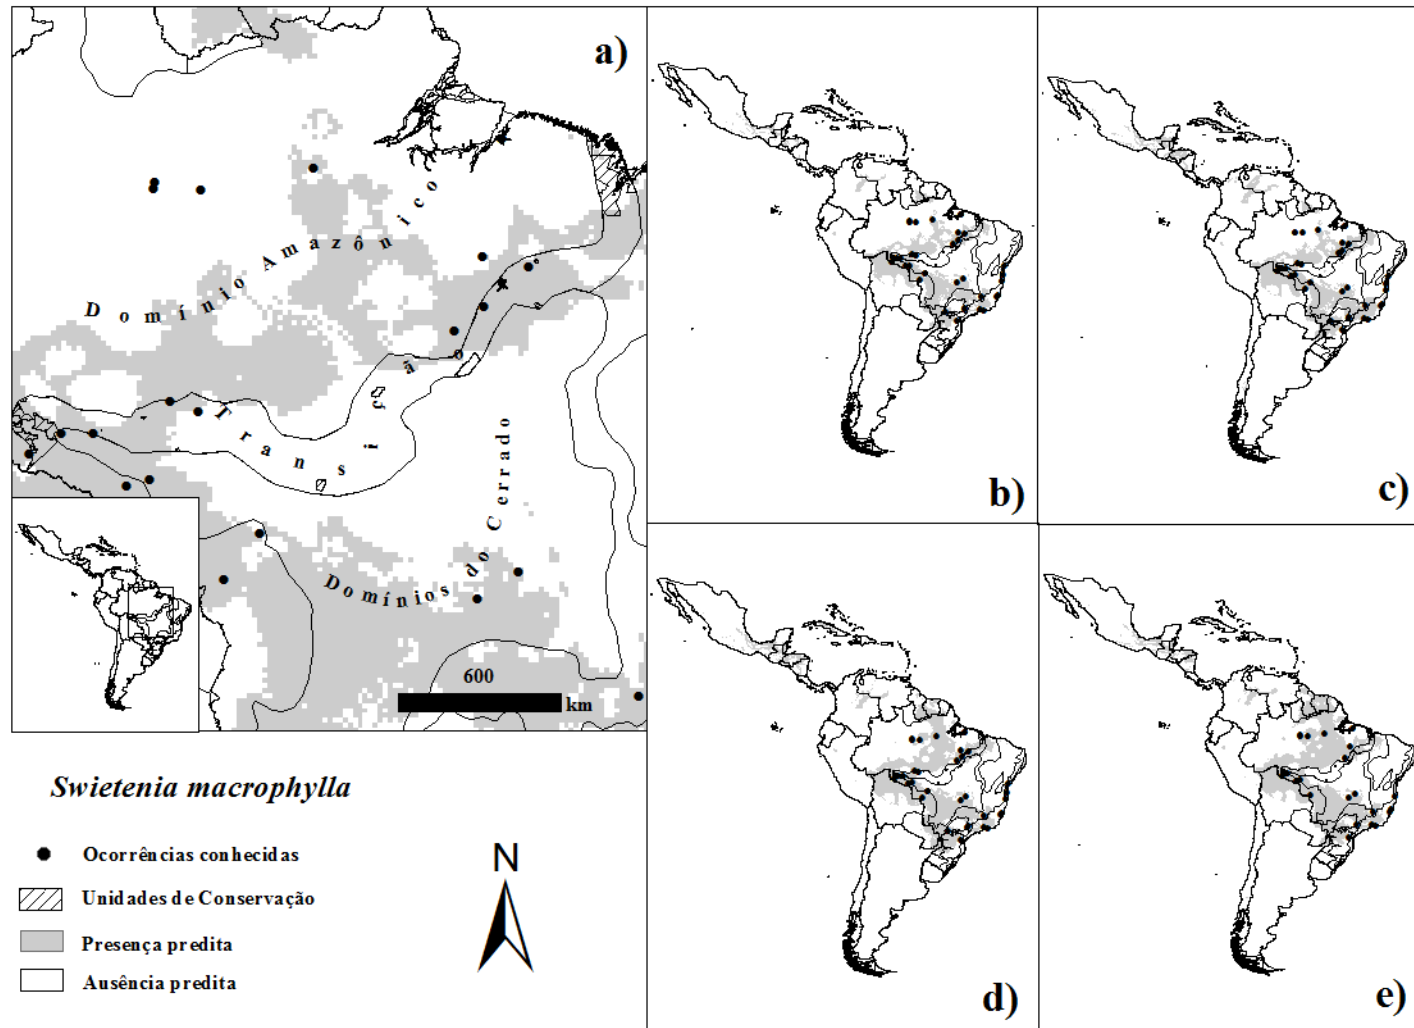 a)
b)
c)
Domínio Amazônico
Transição
Domínios do Cerrado
600
km
d)
e)
Swietenia macrophylla
Ocorrências conhecidas
Unidades de Conservação
Presença predita
Ausência predita
N